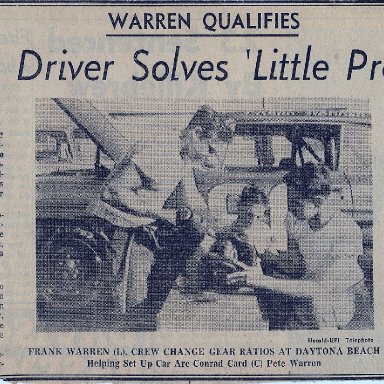 WARREN QUALIFIES
Driver Solves 'Little Pr
Herald-UPI Telephoto
FRANK WARREN (L), CREW CHANGE GEAR RATIOS AT DAYTONA BEACH
Helping Set Up Car Are Conrad Card (C) Pete Warren